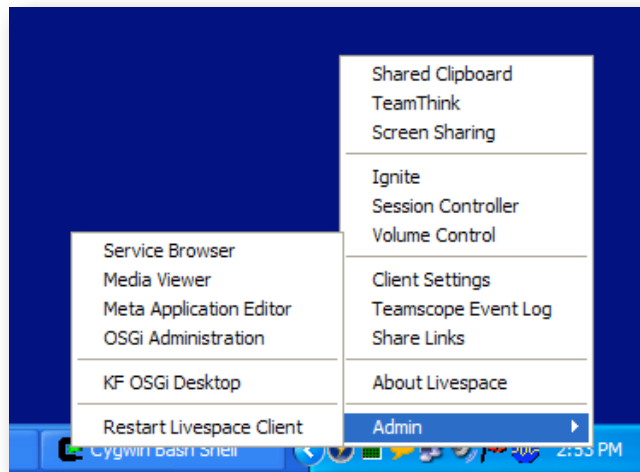 Shared Clipboard
TeamThink
Screen Sharing
Ignite
Session Controller
Volume Control
Client Settings
Teamscope Event Log
Share Links
About Livespace
Admin
Service Browser
Media Viewer
Meta Application Editor
OSGi Administration
KF OSGi Desktop
Restart Livespace Client
Cygwin Bash Shell
2:53 PM